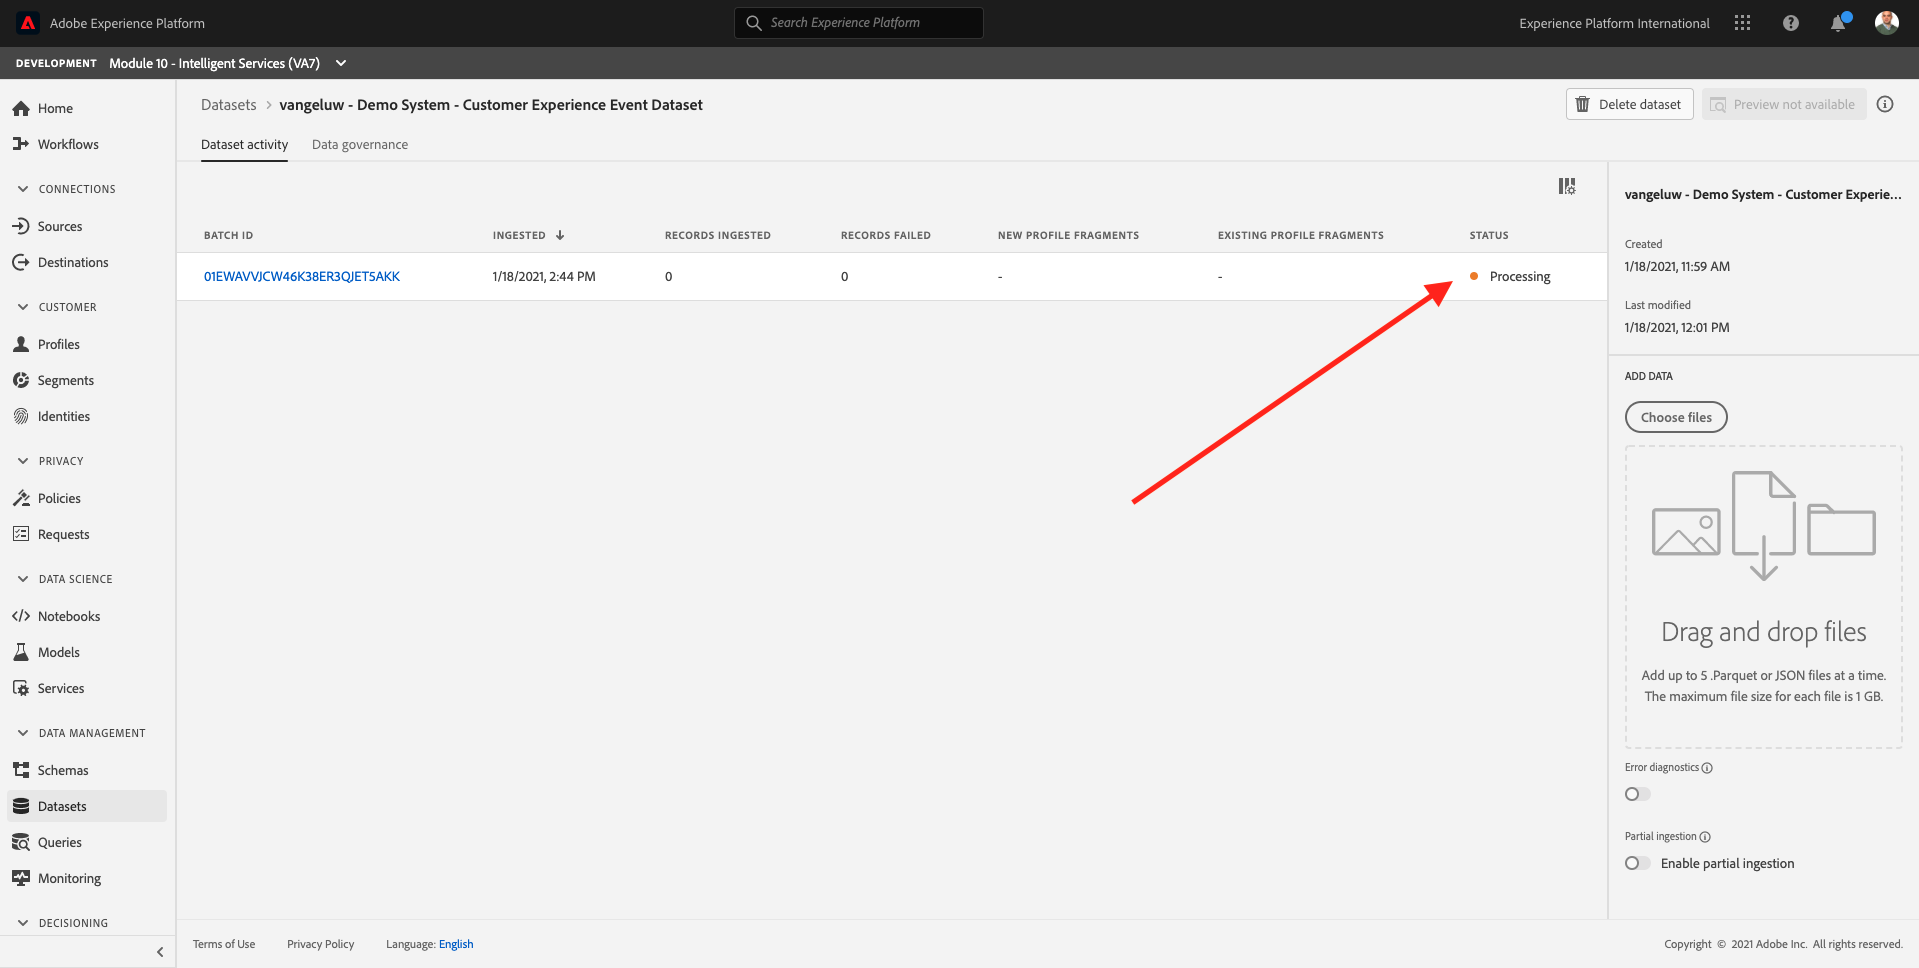 Adobe Experience Platform
Search Experience Platform
Experience Platform International
DEVELOPMENT Module 10 - Intelligent Services (VA7)
Home
Workflows
CONNECTIONS
Sources
Destinations
CUSTOMER
Profiles
Segments
Identities
PRIVACY
Policies
Requests
DATA SCIENCE
Notebooks
Models
Services
DATA MANAGEMENT
Schemas
Datasets
Queries
Monitoring
DECISIONING
Datasets > vangeluw - Demo System - Customer Experience Event Dataset
Delete dataset
Preview not available
Dataset activity
Data governance
BATCH ID INGESTED RECORDS INGESTED RECORDS FAILED NEW PROFILE FRAGMENTS EXISTING PROFILE FRAGMENTS STATUS
01EWAVVJCW46K38ER3QJET5AKK 1/18/2021, 2:44 PM 0 0 - - Processing
vangeluw - Demo System - Customer Experie...
Created
1/18/2021, 11:59 AM
Last modified
1/18/2021, 12:01 PM
ADD DATA
Choose files
Drag and drop files
Add up to 5 .Parquet or JSON files at a time.
The maximum file size for each file is 1 GB.
Error diagnostics
Partial ingestion
Enable partial ingestion
Terms of Use
Privacy Policy
Language: English
Copyright © 2021 Adobe Inc. All rights reserved.